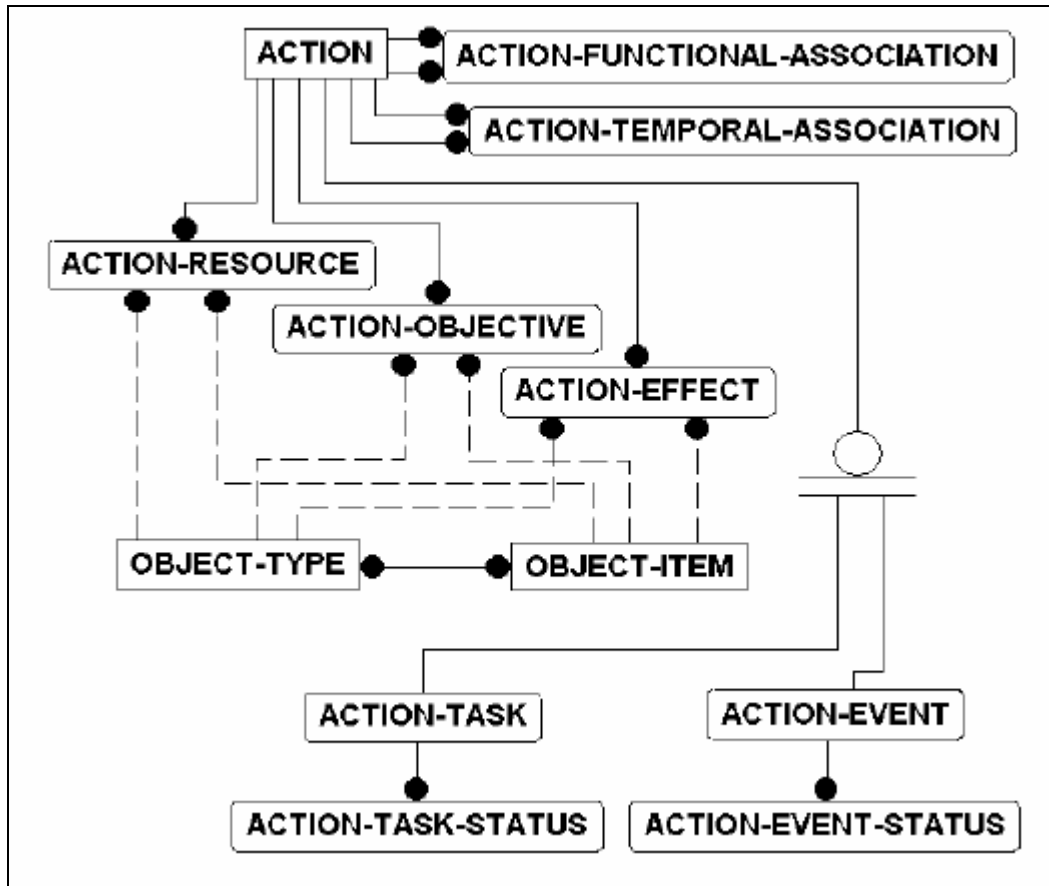 ACTION
ACTION-FUNCTIONAL-ASSOCIATION
ACTION-TEMPORAL-ASSOCIATION
ACTION-RESOURCE
ACTION-OBJECTIVE
ACTION-EFFECT
OBJECT-TYPE
OBJECT-ITEM
ACTION-TASK
ACTION-EVENT
ACTION-TASK-STATUS
ACTION-EVENT-STATUS